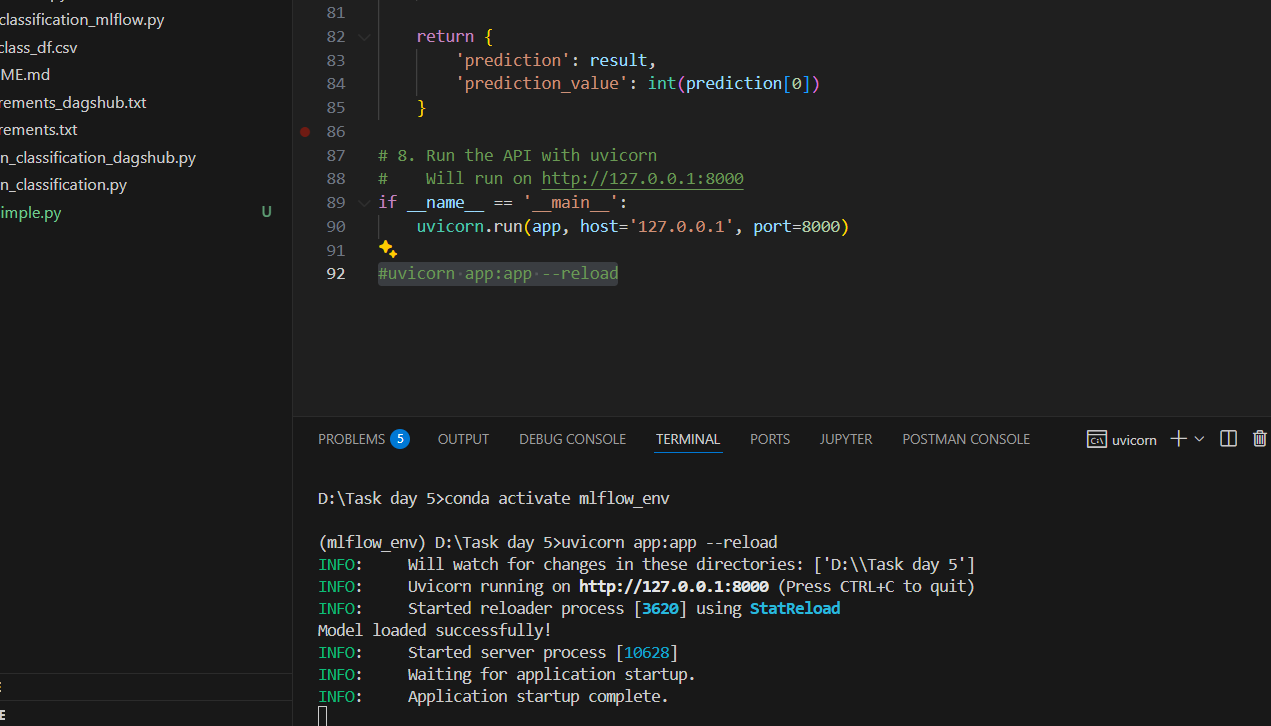 classification_mlflow.py
class_df.csv
ME.md
rements_dagshub.txt
rements.txt
n_classification_dagshub.py
n_classification.py
imple.py U
81
82 return {
83 'prediction': result,
84 'prediction_value': int(prediction[0])
85 }
86
87 # 8. Run the API with uvicorn
88 #    Will run on http://127.0.0.1:8000
89 if __name__ == '__main__':
90 uvicorn.run(app, host='127.0.0.1', port=8000)
91
92 #uvicorn app:app --reload
PROBLEMS 5 OUTPUT DEBUG CONSOLE TERMINAL PORTS JUPYTER POSTMAN CONSOLE uvicorn
D:\Task day 5>conda activate mlflow_env
(mlflow_env) D:\Task day 5>uvicorn app:app --reload
INFO:     Will watch for changes in these directories: ['D:\\Task day 5']
INFO:     Uvicorn running on http://127.0.0.1:8000 (Press CTRL+C to quit)
INFO:     Started reloader process [3620] using StatReload
Model loaded successfully!
INFO:     Started server process [10628]
INFO:     Waiting for application startup.
INFO:     Application startup complete.